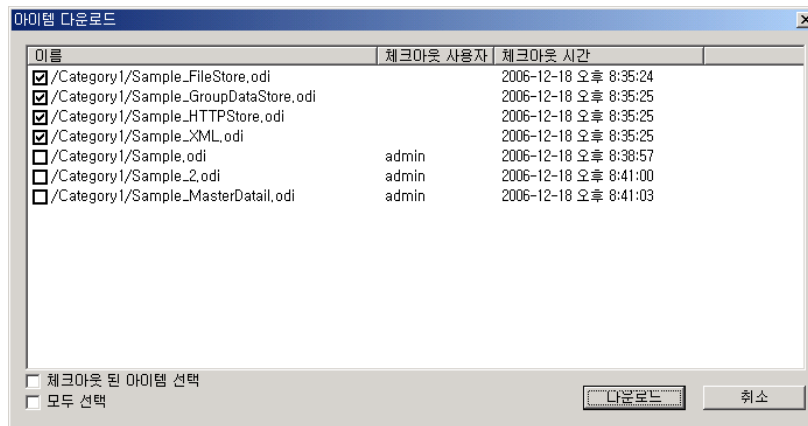 아이템 다운로드
이름 체크아웃 사용자 체크아웃 시간
/Category1/Sample_FileStore.odi 2006-12-18 오후 8:35:24
/Category1/Sample_GroupDataStore.odi 2006-12-18 오후 8:35:25
/Category1/Sample_HTTPStore.odi 2006-12-18 오후 8:35:25
/Category1/Sample_XML.odi 2006-12-18 오후 8:35:25
/Category1/Sample.odi admin 2006-12-18 오후 8:38:57
/Category1/Sample_2.odi admin 2006-12-18 오후 8:41:00
/Category1/Sample_MasterDatail.odi admin 2006-12-18 오후 8:41:03
체크아웃 된 아이템 선택
모두 선택
다운로드 취소